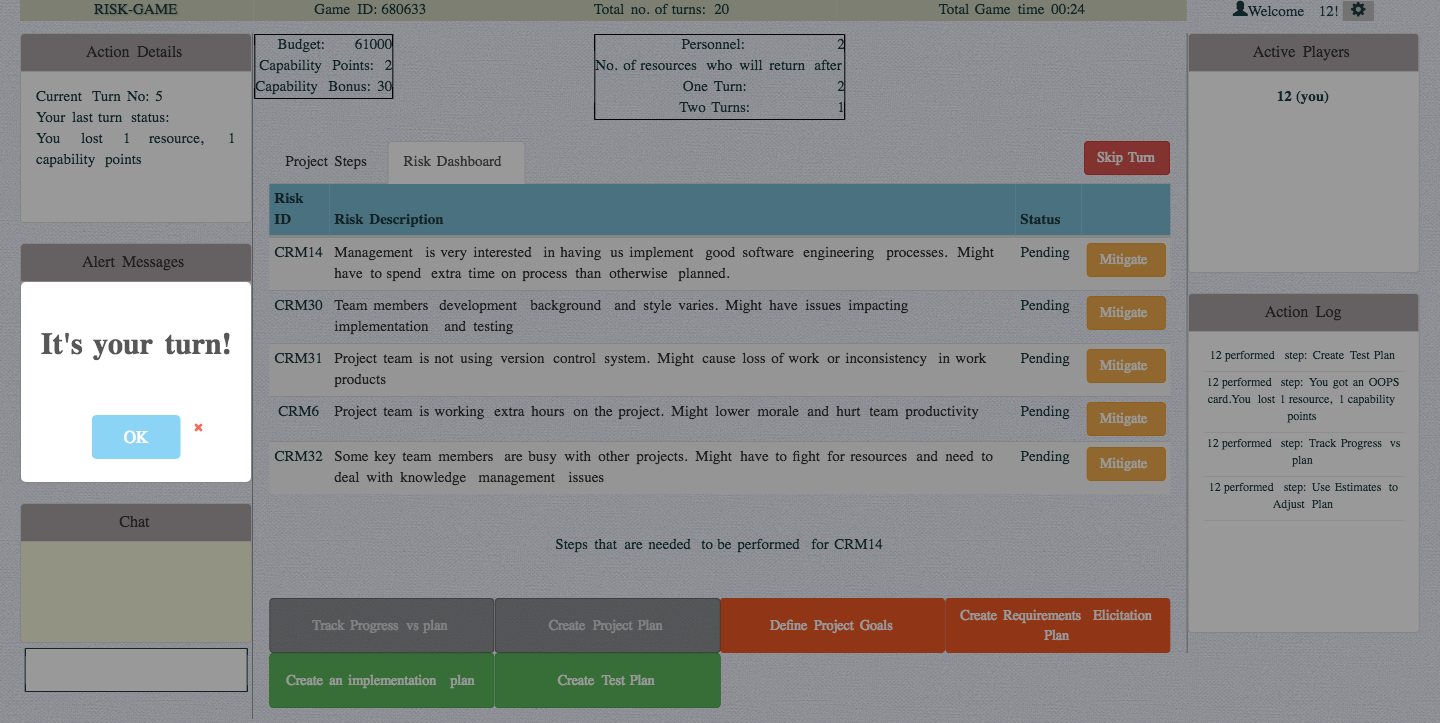 RISK-GAME
Game ID: 680633
Total no. of turns: 20
Total Game time 00:24
Welcome 12!
Action Details
Current Turn No: 5
Your last turn status:
You lost 1 resource, 1
capability points
Budget: 61000
Capability Points: 2
Capability Bonus: 30
Personnel: 2
No. of resources who will return after
One Turn: 2
Two Turns: 1
Active Players
12 (you)
Alert Messages
It's your turn!
OK
×
Chat
Project Steps
Risk Dashboard
Skip Turn
Risk
ID
Risk Description
Status
CRM14
Management is very interested in having us implement good software engineering processes. Might
have to spend extra time on process than otherwise planned.
Pending
Mitigate
CRM30
Team members development background and style varies. Might have issues impacting
implementation and testing
Pending
Mitigate
CRM31
Project team is not using version control system. Might cause loss of work or inconsistency in work
products
Pending
Mitigate
CRM6
Project team is working extra hours on the project. Might lower morale and hurt team productivity
Pending
Mitigate
CRM32
Some key team members are busy with other projects. Might have to fight for resources and need to
deal with knowledge management issues
Pending
Mitigate
Steps that are needed to be performed for CRM14
Track Progress vs plan
Create Project Plan
Define Project Goals
Create Requirements Elicitation
Plan
Create an implementation plan
Create Test Plan
Action Log
12 performed step: Create Test Plan
12 performed step: You got an OOPS
card.You lost 1 resource, 1 capability
points
12 performed step: Track Progress vs
plan
12 performed step: Use Estimates to
Adjust Plan